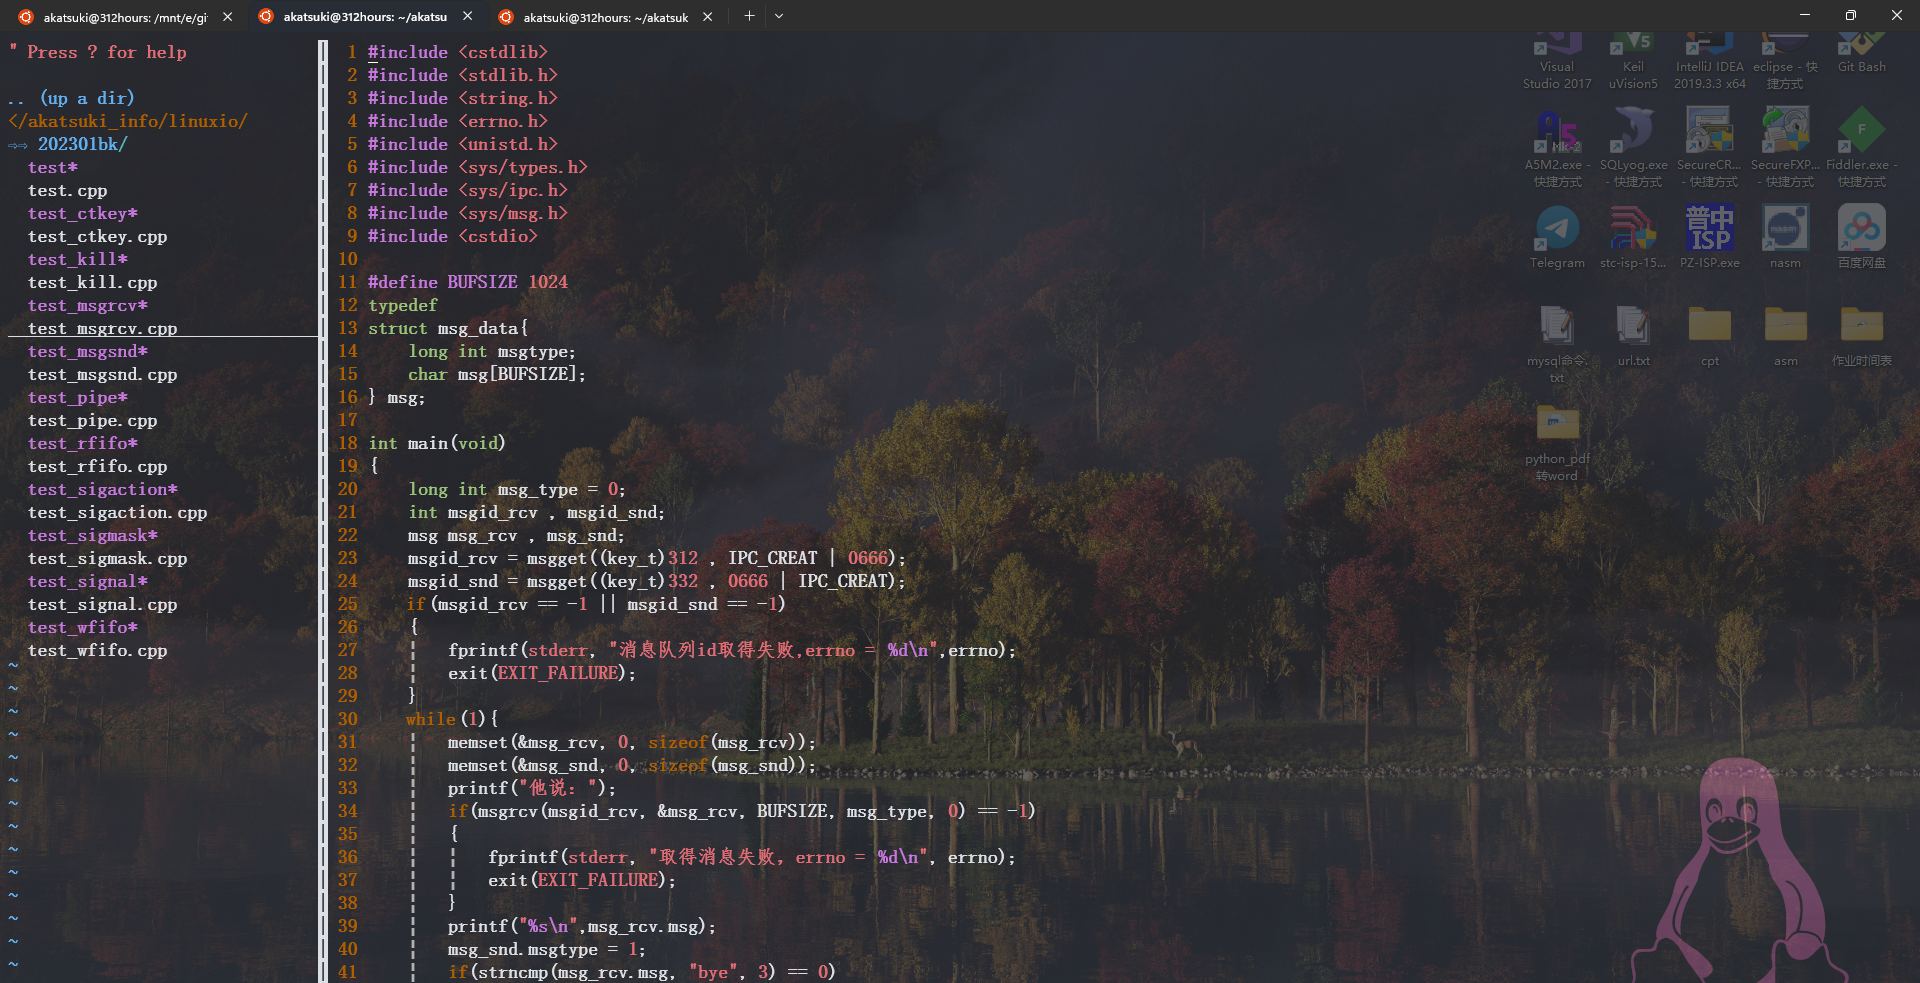 akatsuki@312hours: /mnt/e/gi
akatsuki@312hours: ~/akatsu
akatsuki@312hours: ~/akatsuk
" Press ? for help
.. (up a dir)
</akatsuki_info/linuxio/
202301bk/
test*
test.cpp
test_ctkey*
test_ctkey.cpp
test_kill*
test_kill.cpp
test_msgrcv*
test_msgrcv.cpp
test_msgsnd*
test_msgsnd.cpp
test_pipe*
test_pipe.cpp
test_rfifo*
test_rfifo.cpp
test_sigaction*
test_sigaction.cpp
test_sigmask*
test_sigmask.cpp
test_signal*
test_signal.cpp
test_wfifo*
test_wfifo.cpp
~
~
~
~
~
~
~
~
~
~
~
~
~
~
1 #include <cstdlib>
2 #include <stdlib.h>
3 #include <string.h>
4 #include <errno.h>
5 #include <unistd.h>
6 #include <sys/types.h>
7 #include <sys/ipc.h>
8 #include <sys/msg.h>
9 #include <cstdio>
10
11 #define BUFSIZE 1024
12 typedef
13 struct msg_data{
14     long int msgtype;
15     char msg[BUFSIZE];
16 } msg;
17
18 int main(void)
19 {
20     long int msg_type = 0;
21     int msgid_rcv , msgid_snd;
22     msg msg_rcv , msg_snd;
23     msgid_rcv = msgget((key_t)312 , IPC_CREAT | 0666);
24     msgid_snd = msgget((key_t)332 , 0666 | IPC_CREAT);
25     if(msgid_rcv == -1 || msgid_snd == -1)
26     {
27         fprintf(stderr, "消息队列id取得失败,errno = %d\n",errno);
28         exit(EXIT_FAILURE);
29     }
30     while(1){
31         memset(&msg_rcv, 0, sizeof(msg_rcv));
32         memset(&msg_snd, 0, sizeof(msg_snd));
33         printf("他说: ");
34         if(msgrcv(msgid_rcv, &msg_rcv, BUFSIZE, msg_type, 0) == -1)
35         {
36             fprintf(stderr, "取得消息失败, errno = %d\n", errno);
37             exit(EXIT_FAILURE);
38         }
39         printf("%s\n",msg_rcv.msg);
40         msg_snd.msgtype = 1;
41         if(strncmp(msg_rcv.msg, "bye", 3) == 0)
Visual
Studio 2017
Keil
uVision5
IntelliJ IDEA
2019.3.3 x64
eclipse - 快
捷方式
Git Bash
A5M2.exe -
快捷方式
SQLyog.exe
- 快捷方式
SecureCR...
- 快捷方式
SecureFXP...
- 快捷方式
Fiddler.exe -
快捷方式
Telegram
stc-isp-15...
普中
ISP
PZ-ISP.exe
nasm
nasm
百度网盘
mysql命令.
txt
url.txt
cpt
asm
作业时间表
python_pdf
转word